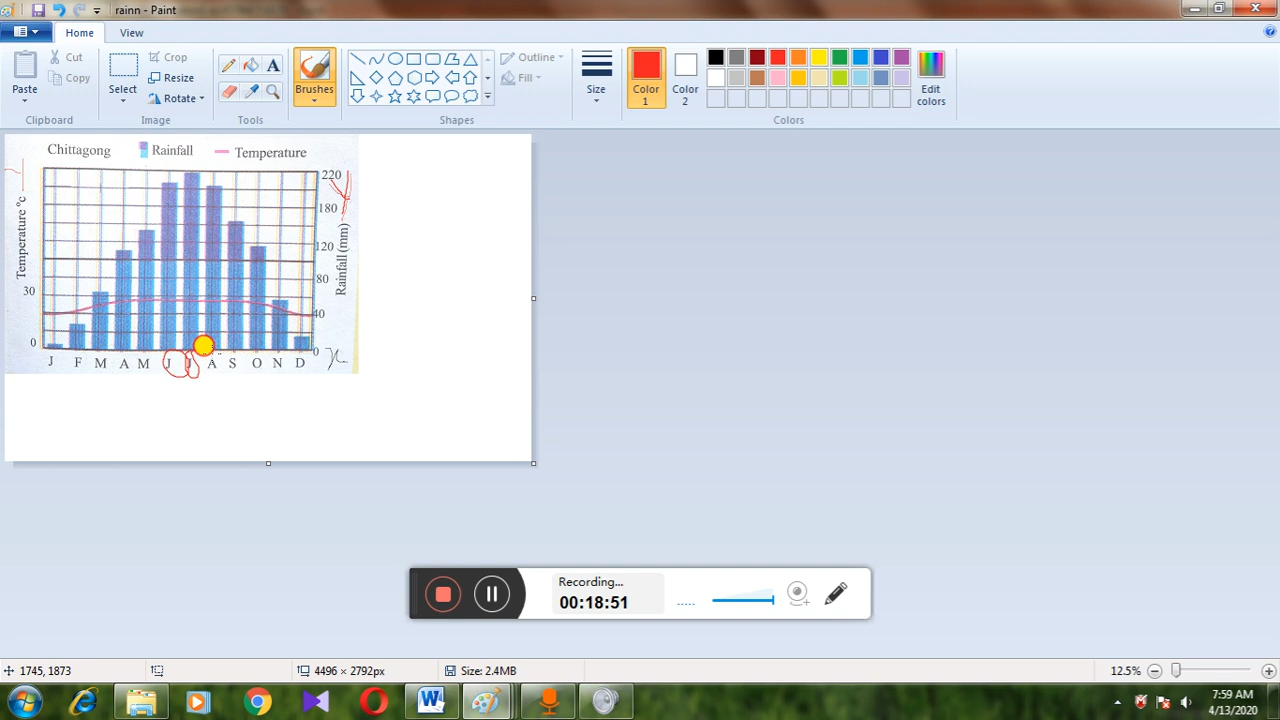 rainn - Paint
Home View
Paste
Cut
Copy
Clipboard
Select
Crop
Resize
Rotate
Image
A
Tools
Brushes
Outline
Fill
Shapes
Size
Color 1
Color 2
Edit colors
Colors
Chittagong Rainfall Temperature
Temperature °c
30
0
220
180
120
80
40
0
Rainfall (mm)
J F M A M J J A S O N D
Recording...
00:18:51
1745, 1873
4496 × 2792px
Size: 2.4MB
12.5%
7:59 AM
4/13/2020